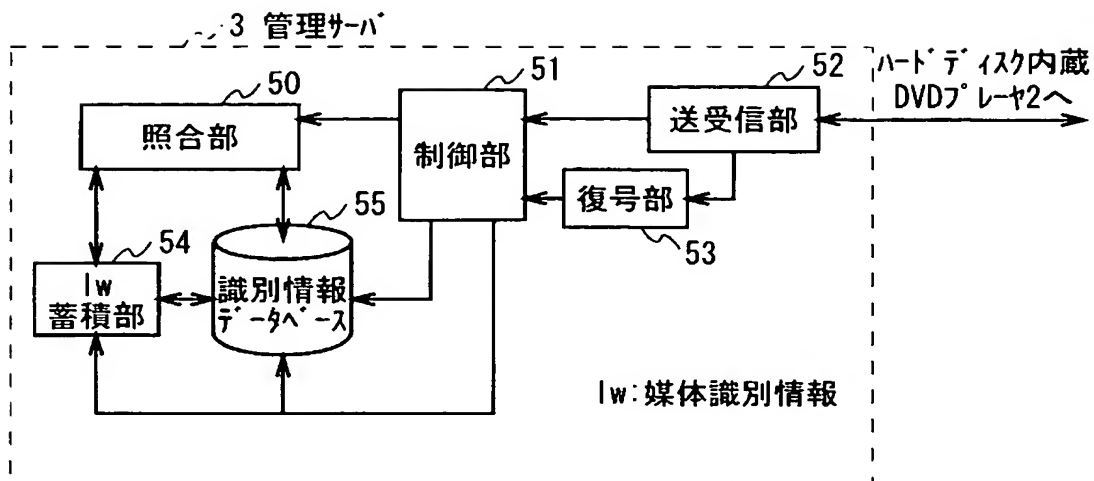 3 管理サーバ
50
照合部
51
制御部
52
送受信部
ハードディスク内蔵
DVDプレーヤ2へ
復号部
53
54
Iw
蓄積部
55
識別情報
データベース
Iw:媒体識別情報